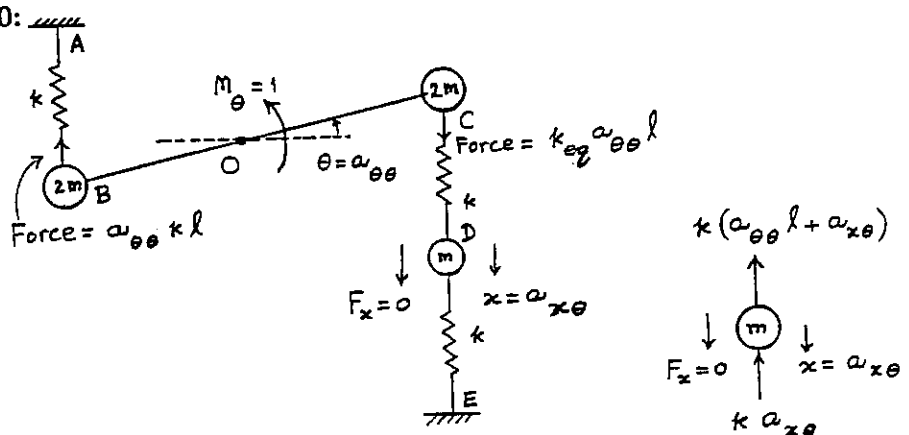 0:
A
k
M_θ = 1
2m
C
Force = k_eq a_θθ l
O
θ = a_θθ
2m
B
k
Force = a_θθ k l
D
m
F_x = 0
x = a_xθ
k
E
k (a_θθ l + a_xθ)
m
F_x = 0
x = a_xθ
k a_xθ